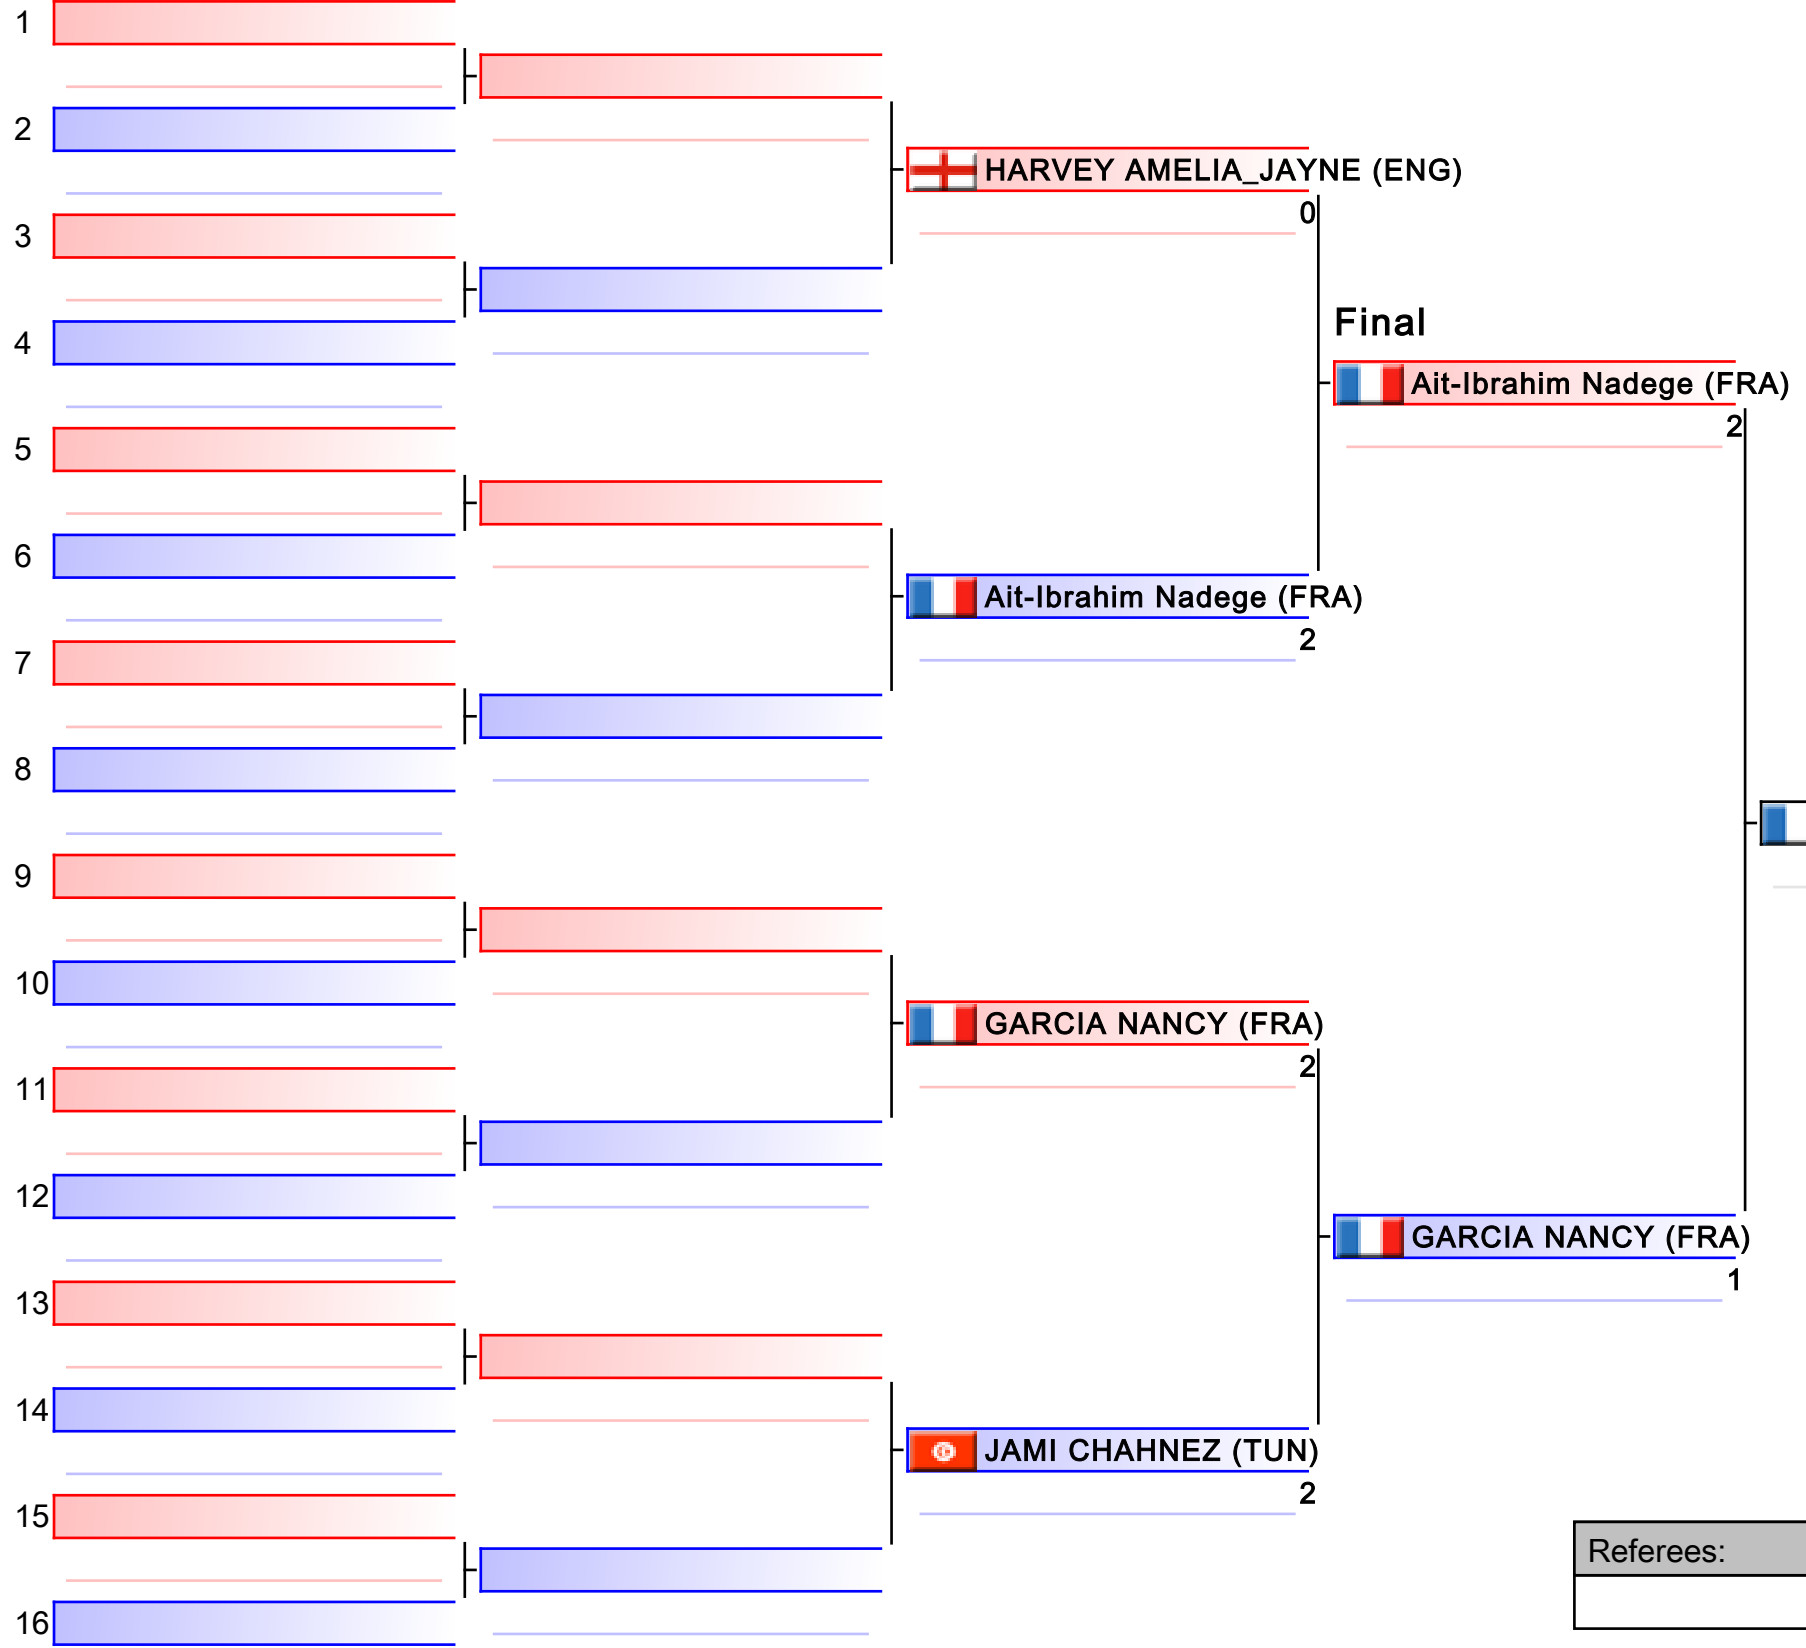 1
2
HARVEY AMELIA_JAYNE (ENG)
0
3
Final
4
Ait-Ibrahim Nadege (FRA)
2
5
6
Ait-Ibrahim Nadege (FRA)
2
7
8
9
10
GARCIA NANCY (FRA)
2
11
12
GARCIA NANCY (FRA)
1
13
14
JAMI CHAHNEZ (TUN)
2
15
Referees:
16